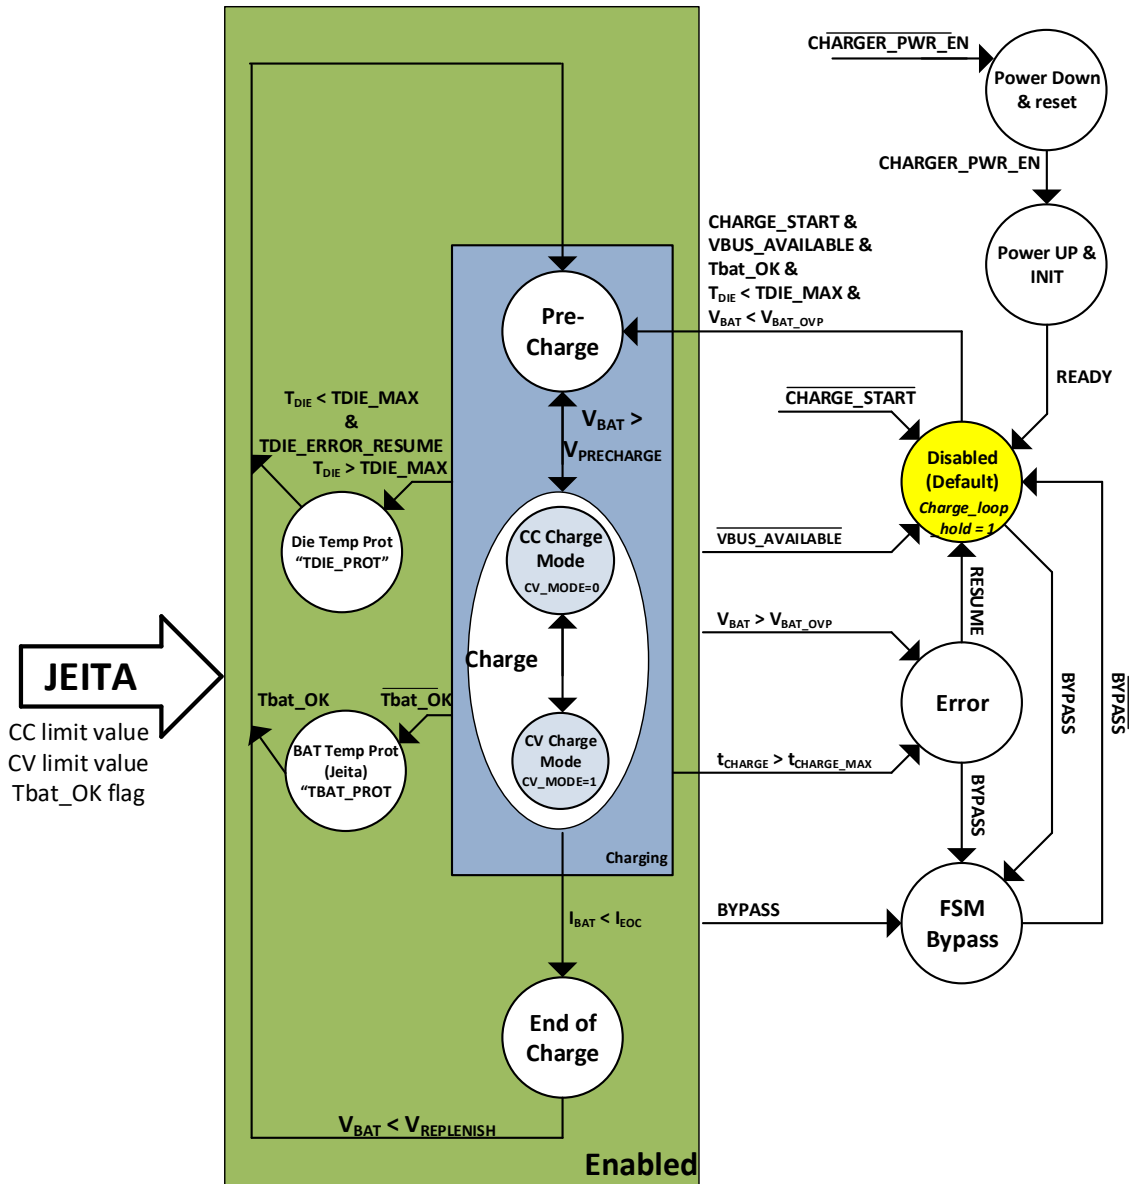 CHARGER_PWR_EN
Power Down
& reset
CHARGER_PWR_EN
Power UP &
INIT
READY
CHARGE_START &
VBUS_AVAILABLE &
Tbat_OK &
TDIE < TDIE_MAX &
VBAT < VBAT_OVP
Pre-
Charge
VBAT >
VPRECHARGE
TDIE < TDIE_MAX
&
TDIE_ERROR_RESUME
TDIE > TDIE_MAX
Die Temp Prot
“TDIE_PROT”
CHARGE_START
Disabled
(Default)
Charge_loop
_hold = 1
VBUS_AVAILABLE
CC Charge
Mode
CV_MODE=0
Charge
CV Charge
Mode
CV_MODE=1
Charging
RESUME
VBAT > VBAT_OVP
Error
BYPASS
BYPASS
BYPASS
tCHARGE > tCHARGE_MAX
JEITA
CC limit value
CV limit value
Tbat_OK flag
Tbat_OK
Tbat_OK
BAT Temp Prot
(Jeita)
“TBAT_PROT
IBAT < IEOC
BYPASS
FSM
Bypass
End of
Charge
VBAT < VREPLENISH
Enabled